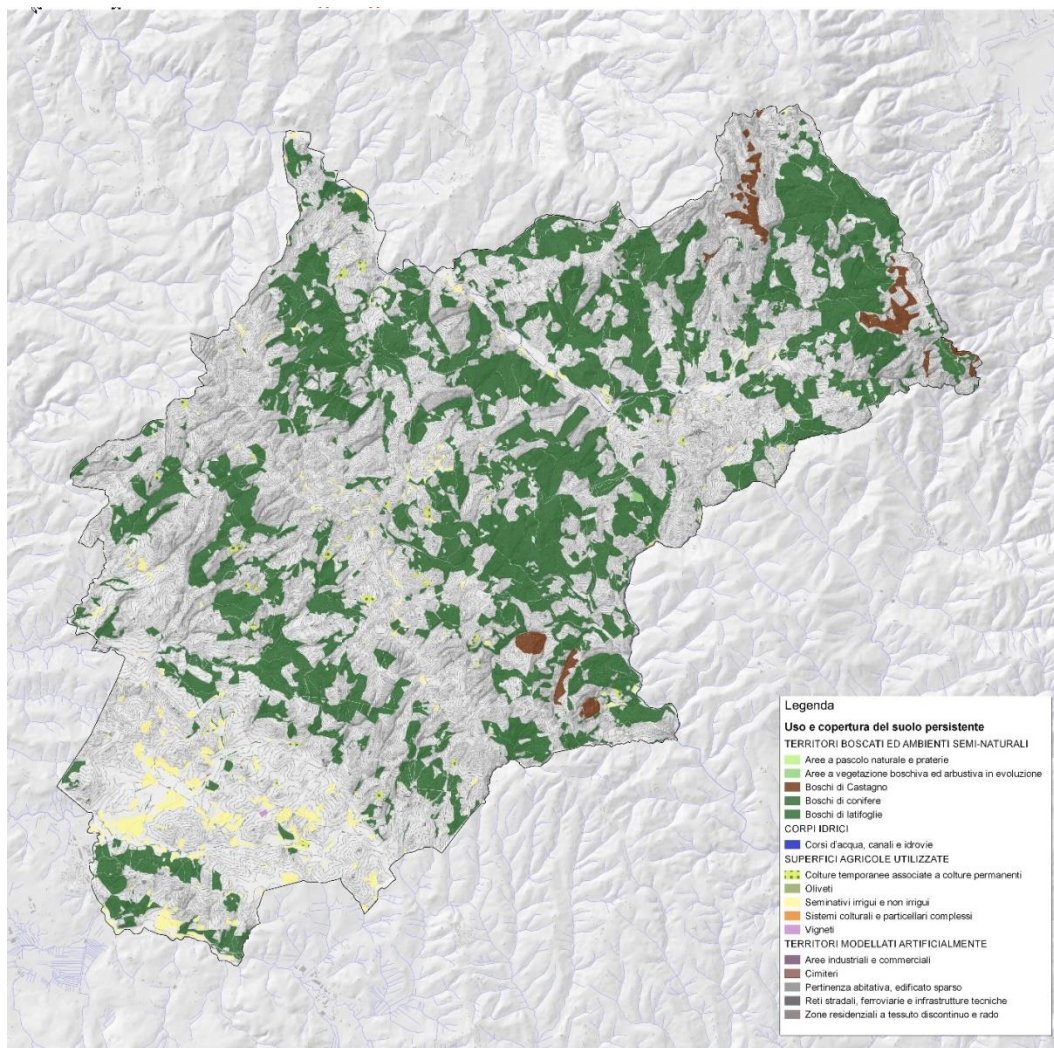 Legenda
Uso e copertura del suolo persistente
TERRITORI BOSCATI ED AMBIENTI SEMI-NATURALI
Aree a pascolo naturale e praterie
Aree a vegetazione boschiva ed arbustiva in evoluzione
Boschi di Castagno
Boschi di conifere
Boschi di latifoglie
CORPI IDRICI
Corsi d'acqua, canali e idrovie
SUPERFICI AGRICOLE UTILIZZATE
Colture temporanee associate a colture permanenti
Oliveti
Seminativi irrigui e non irrigui
Sistemi colturali e particellari complessi
Vigneti
TERRITORI MODELLATI ARTIFICIALMENTE
Aree industriali e commerciali
Cimiteri
Pertinenza abitativa, edificato sparso
Reti stradali, ferroviarie e infrastrutture tecniche
Zone residenziali a tessuto discontinuo e rado